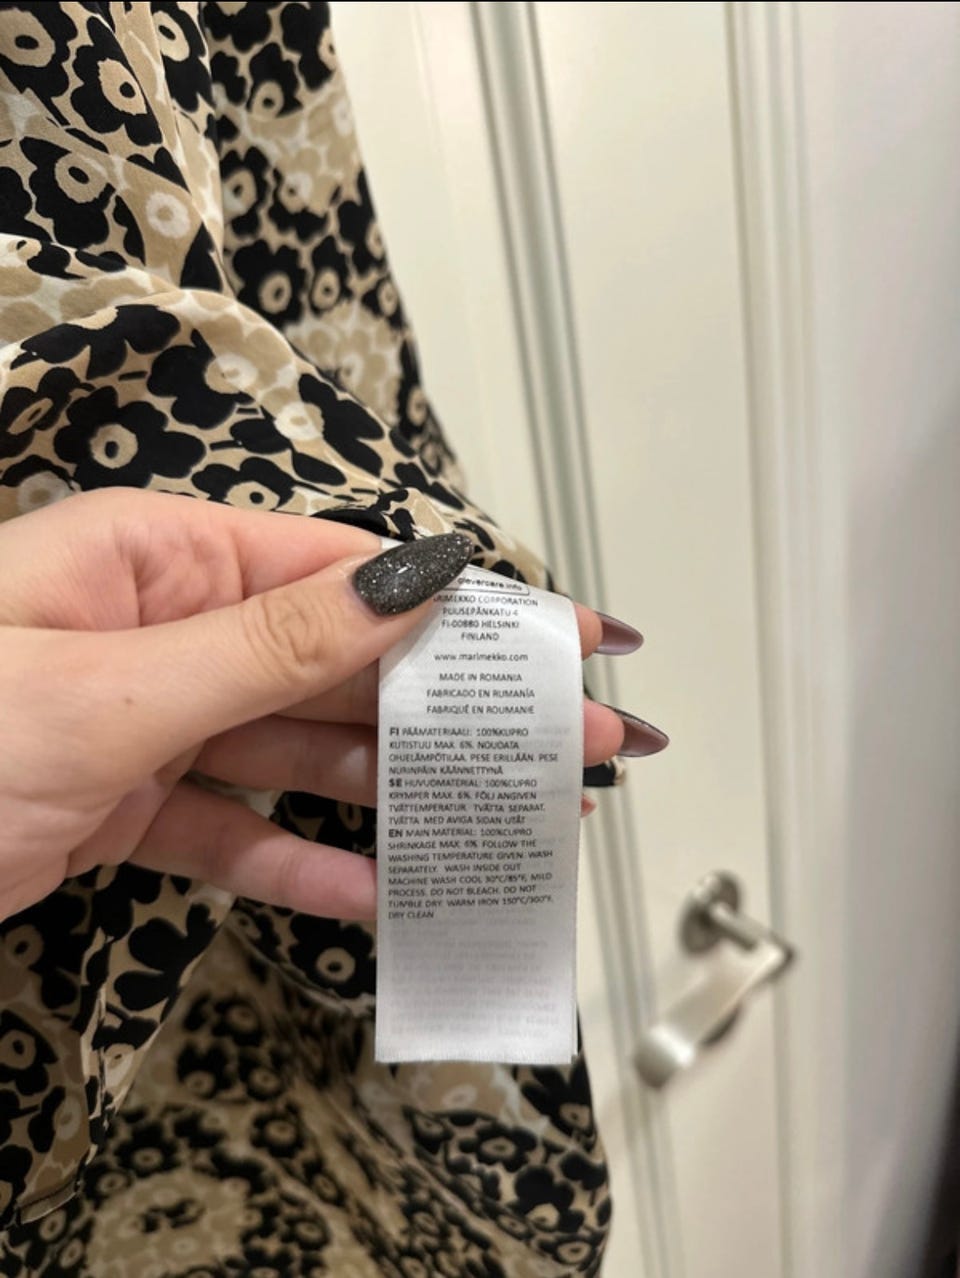 clevercare.info
MARIMEKKO CORPORATION
PUUSEPÄNKATU 4
FI-00880 HELSINKI
FINLAND
www.marimekko.com
MADE IN ROMANIA
FABRICADO EN RUMANÍA
FABRIQUÉ EN ROUMANIE
FI PÄÄMATERIAALI: 100%KUPRO
KUTISTUU MAX. 6%. NOUDATA
OHJELÄMPÖTILAA. PESE ERILLÄÄN. PESE
NURINPÄIN KÄÄNNETTYNÄ
SE HUVUDMATERIAL: 100%CUPRO
KRYMPER MAX. 6%. FÖLJ ANGIVEN
TVÄTTEMPERATUR. TVÄTTA SEPARAT.
TVÄTTA MED AVIGA SIDAN UTÅT
EN MAIN MATERIAL: 100%CUPRO
SHRINKAGE MAX. 6%. FOLLOW THE
WASHING TEMPERATURE GIVEN. WASH
SEPARATELY. WASH INSIDE OUT
MACHINE WASH COOL 30°C/85°F, MILD
PROCESS. DO NOT BLEACH. DO NOT
TUMBLE DRY. WARM IRON 150°C/300°F.
DRY CLEAN